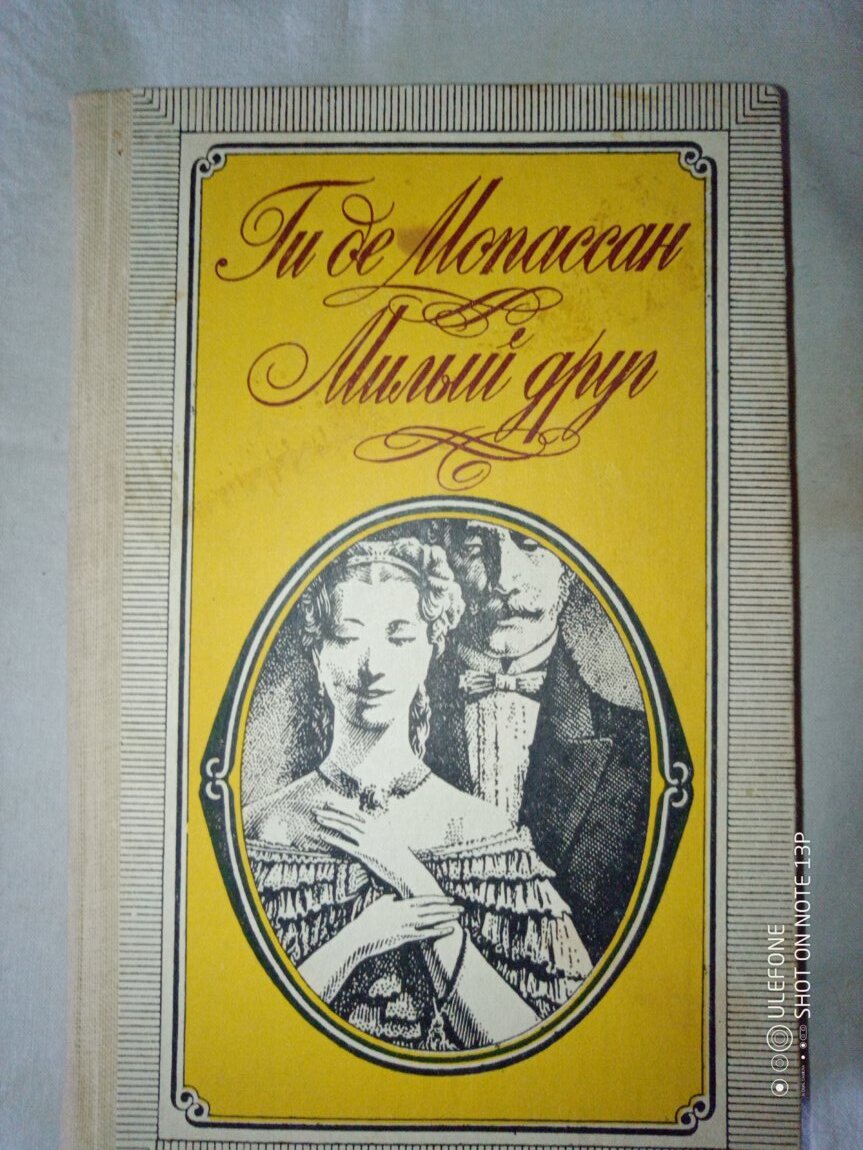 Ги де Мопассан
Милый друг
ULEFONE
SHOT ON NOTE 13P